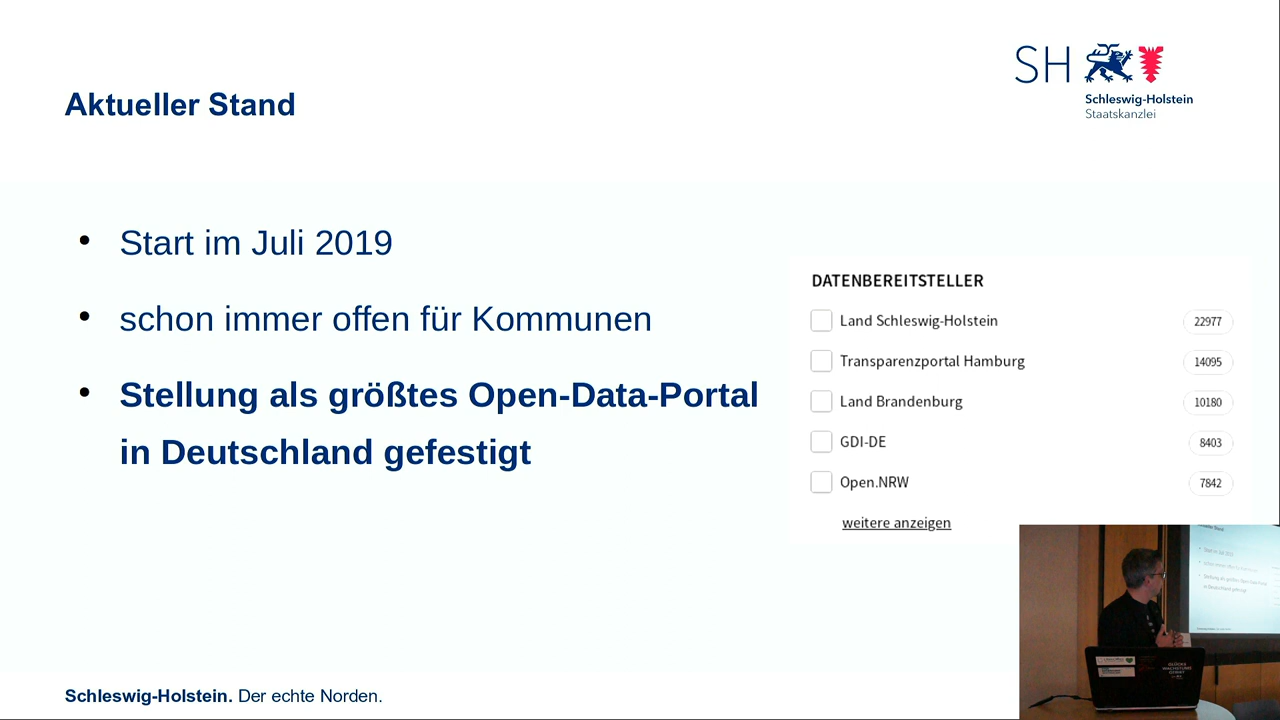 SH
Schleswig-Holstein
Staatskanzlei
Aktueller Stand
• Start im Juli 2019
• schon immer offen für Kommunen
• Stellung als größtes Open-Data-Portal
in Deutschland gefestigt
DATENBEREITSTELLER
Land Schleswig-Holstein 22977
Transparenzportal Hamburg 14095
Land Brandenburg 10180
GDI-DE 8403
Open.NRW 7842
weitere anzeigen
Schleswig-Holstein. Der echte Norden.